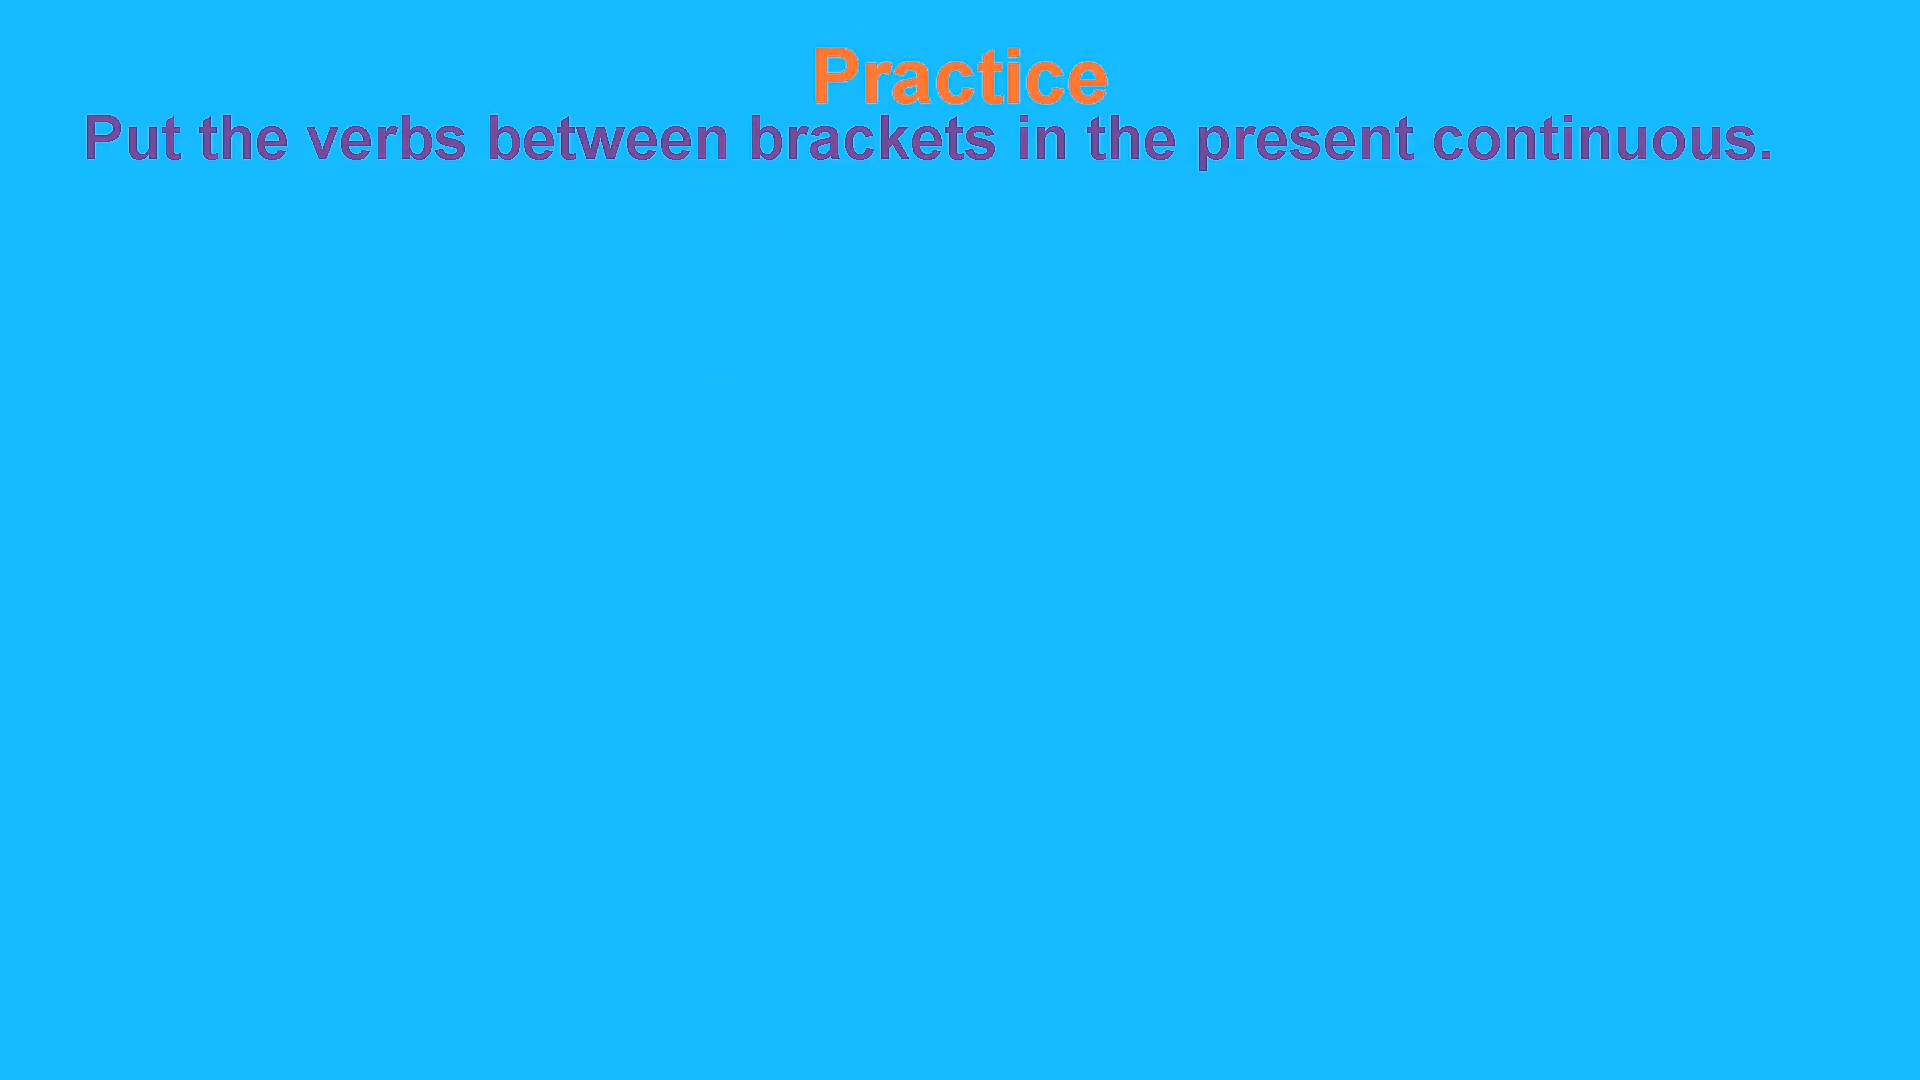 Practice
Put the verbs between brackets in the present continuous.